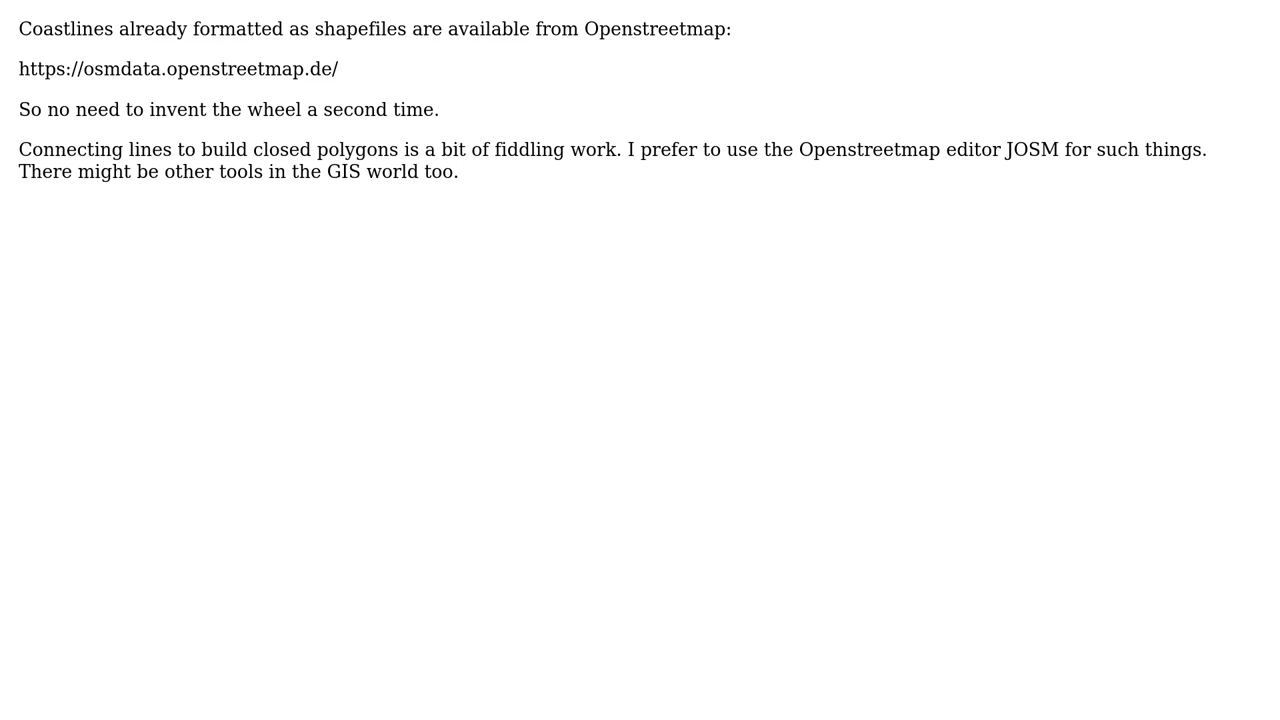 Coastlines already formatted as shapefiles are available from Openstreetmap:
https://osmdata.openstreetmap.de/
So no need to invent the wheel a second time.
Connecting lines to build closed polygons is a bit of fiddling work. I prefer to use the Openstreetmap editor JOSM for such things.
There might be other tools in the GIS world too.